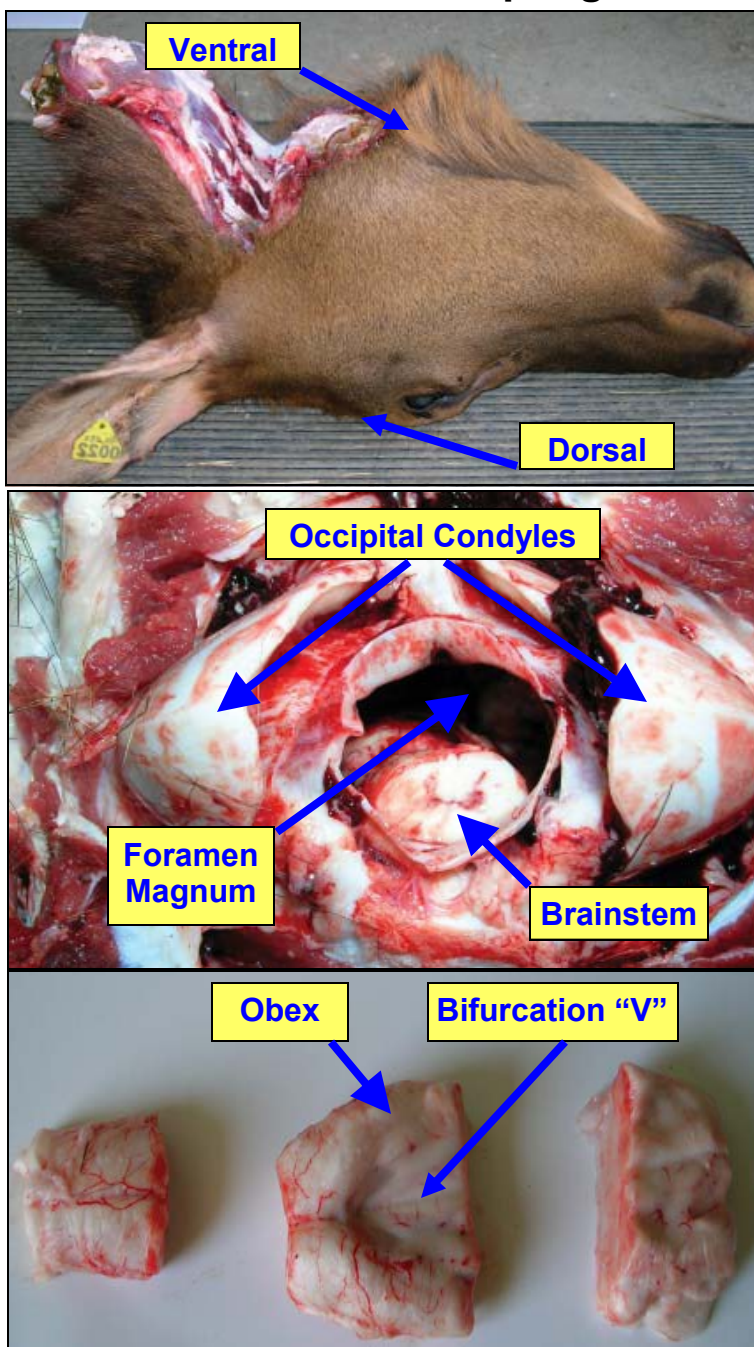 Ventral
Dorsal
Occipital Condyles
Foramen
Magnum
Brainstem
Obex
Bifurcation “V”